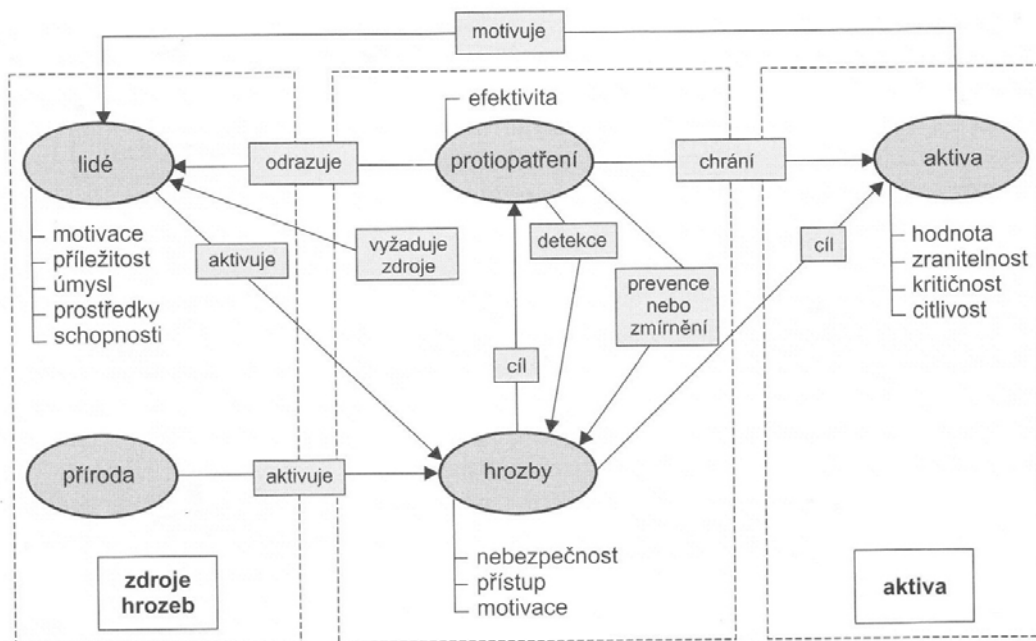 motivuje
efektivita
lidé
odrazuje
protiopatření
chrání
aktiva
motivace
příležitost
úmysl
prostředky
schopnosti
aktivuje
vyžaduje
zdroje
detekce
prevence
nebo
zmírnění
cíl
hodnota
zranitelnost
kritičnost
citlivost
cíl
příroda
aktivuje
hrozby
nebezpečnost
přístup
motivace
zdroje
hrozeb
aktiva